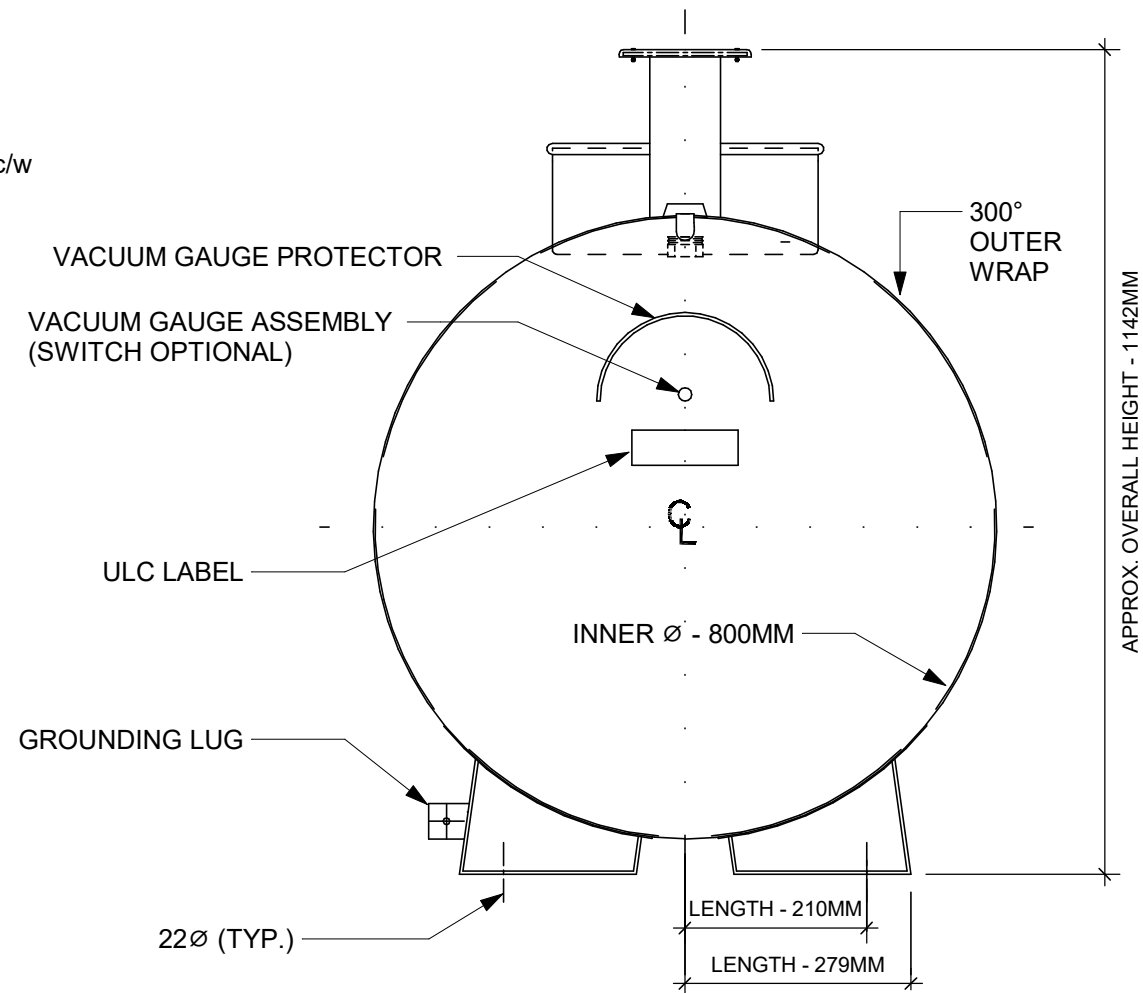 c/w
VACUUM GAUGE PROTECTOR
VACUUM GAUGE ASSEMBLY
(SWITCH OPTIONAL)
300°
OUTER
WRAP
APPROX. OVERALL HEIGHT - 1142MM
CL
ULC LABEL
INNER ⌀ - 800MM
GROUNDING LUG
LENGTH - 210MM
22⌀ (TYP.)
LENGTH - 279MM